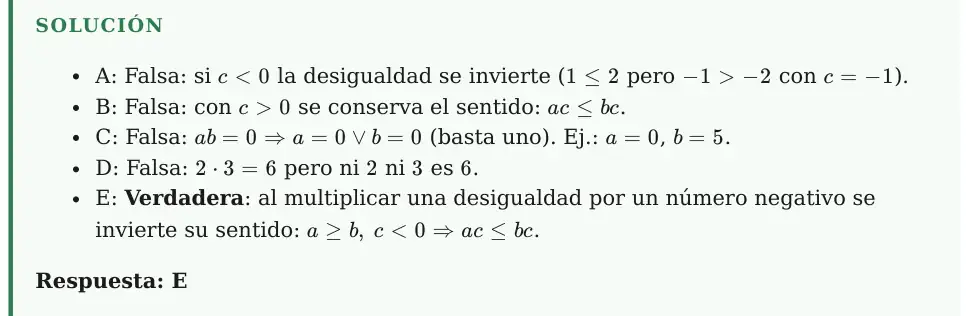 SOLUCIÓN
• A: Falsa: si c < 0 la desigualdad se invierte (1 ≤ 2 pero −1 > −2 con c = −1).
• B: Falsa: con c > 0 se conserva el sentido: ac ≤ bc.
• C: Falsa: ab = 0 ⇒ a = 0 ∨ b = 0 (basta uno). Ej.: a = 0, b = 5.
• D: Falsa: 2 · 3 = 6 pero ni 2 ni 3 es 6.
• E: Verdadera: al multiplicar una desigualdad por un número negativo se
invierte su sentido: a ≥ b, c < 0 ⇒ ac ≤ bc.
Respuesta: E